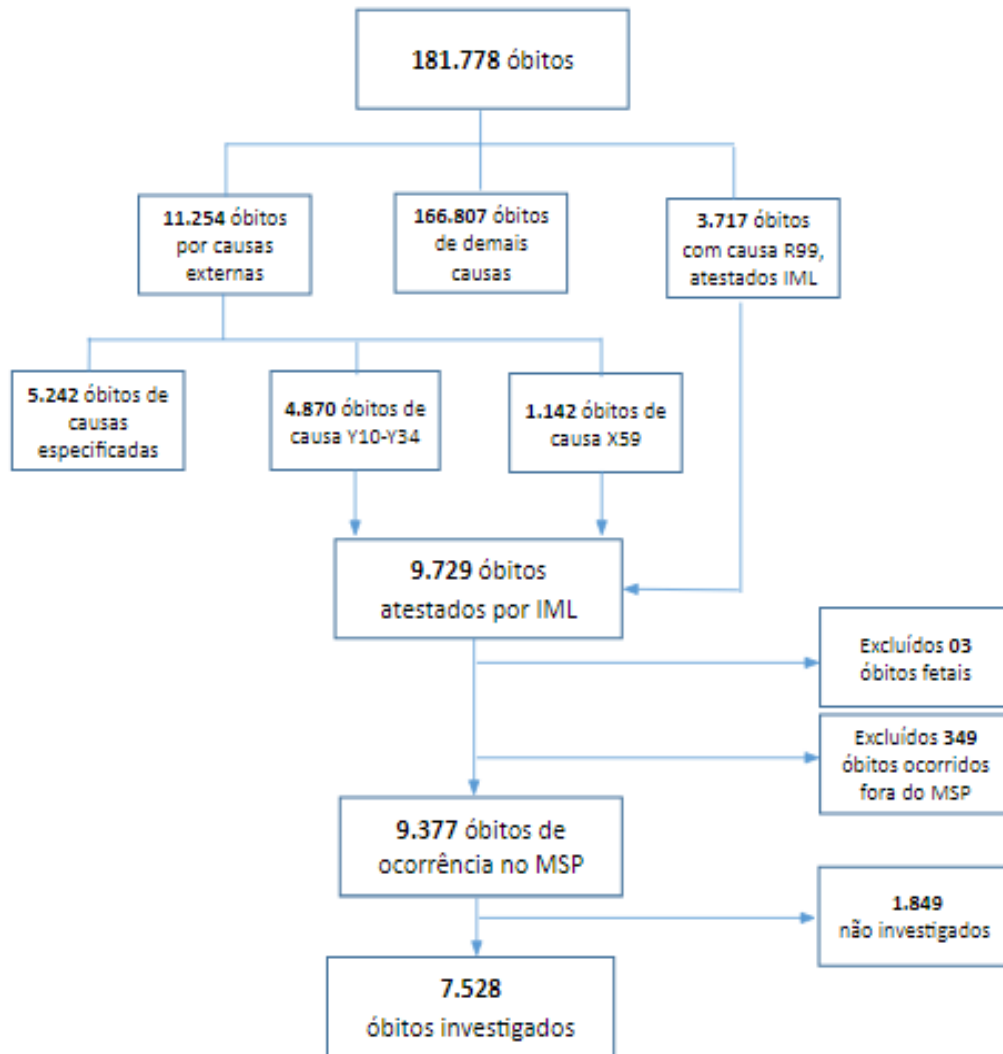 181.778 óbitos
11.254 óbitos
por causas
externas
166.807 óbitos
de demais
causas
3.717 óbitos
com causa R99,
atestados IML
5.242 óbitos de
causas
especificadas
4.870 óbitos de
causa Y10-Y34
1.142 óbitos de
causa X59
9.729 óbitos
atestados por IML
Excluídos 03
óbitos fetais
Excluídos 349
óbitos ocorridos
fora do MSP
9.377 óbitos de
ocorrência no MSP
1.849
não investigados
7.528
óbitos investigados